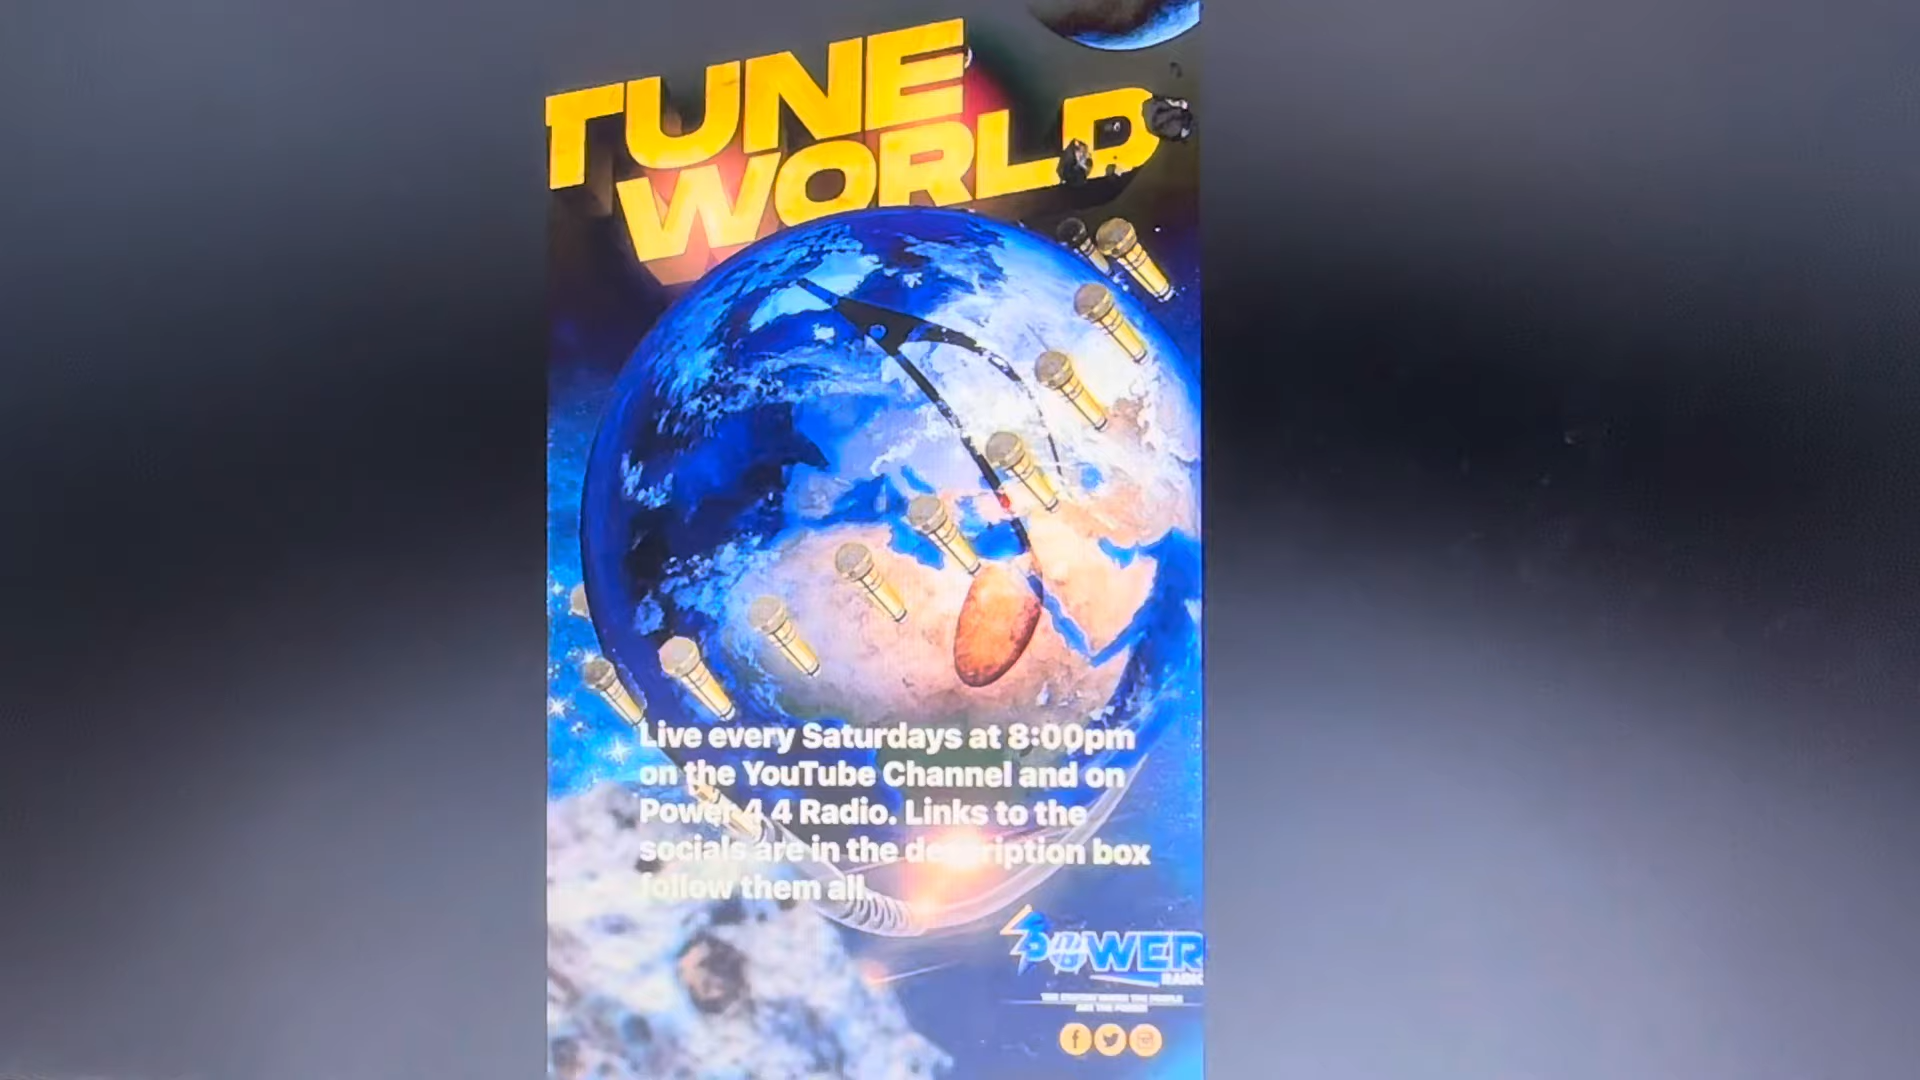 TUNE
WORLD
Live every Saturdays at 8:00pm
on the YouTube Channel and on
Power 4 4 Radio. Links to the
socials are in the description box
follow them all.
POWER
RADIO